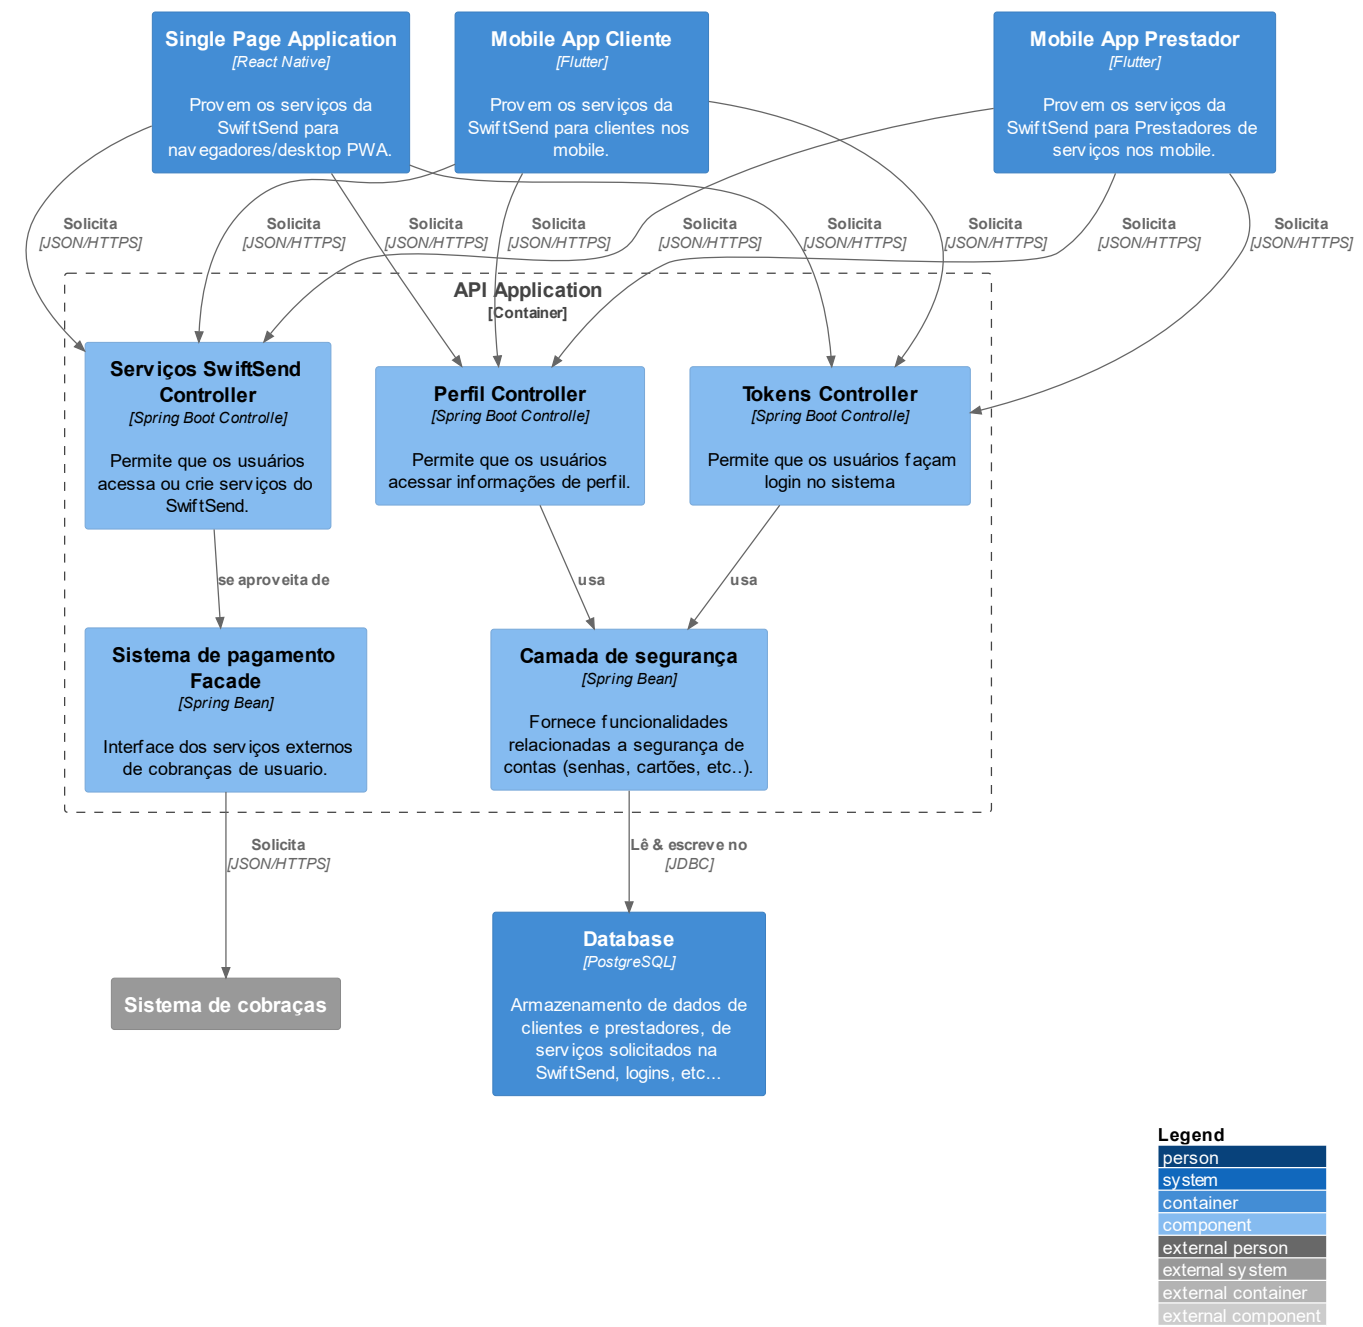 Single Page Application
[React Native]
Provem os serviços da
SwiftSend para
navegadores/desktop PWA.
Mobile App Cliente
[Flutter]
Provem os serviços da
SwiftSend para clientes nos
mobile.
Mobile App Prestador
[Flutter]
Provem os serviços da
SwiftSend para Prestadores de
serviços nos mobile.
Solicita
[JSON/HTTPS]
Solicita
[JSON/HTTPS]
Solicita
[JSON/HTTPS]
Solicita
[JSON/HTTPS]
Solicita
[JSON/HTTPS]
Solicita
[JSON/HTTPS]
Solicita
[JSON/HTTPS]
Solicita
[JSON/HTTPS]
Solicita
[JSON/HTTPS]
API Application
[Container]
Serviços SwiftSend
Controller
[Spring Boot Controlle]
Permite que os usuários
acessa ou crie serviços do
SwiftSend.
Perfil Controller
[Spring Boot Controlle]
Permite que os usuários
acessar informações de perfil.
Tokens Controller
[Spring Boot Controlle]
Permite que os usuários façam
login no sistema
se aproveita de
usa
usa
Sistema de pagamento
Facade
[Spring Bean]
Interface dos serviços externos
de cobranças de usuario.
Camada de segurança
[Spring Bean]
Fornece funcionalidades
relacionadas a segurança de
contas (senhas, cartões, etc..).
Solicita
[JSON/HTTPS]
Lê & escreve no
[JDBC]
Sistema de cobraças
Database
[PostgreSQL]
Armazenamento de dados de
clientes e prestadores, de
serviços solicitados na
SwiftSend, logins, etc...
Legend
person
system
container
component
external person
external system
external container
external component